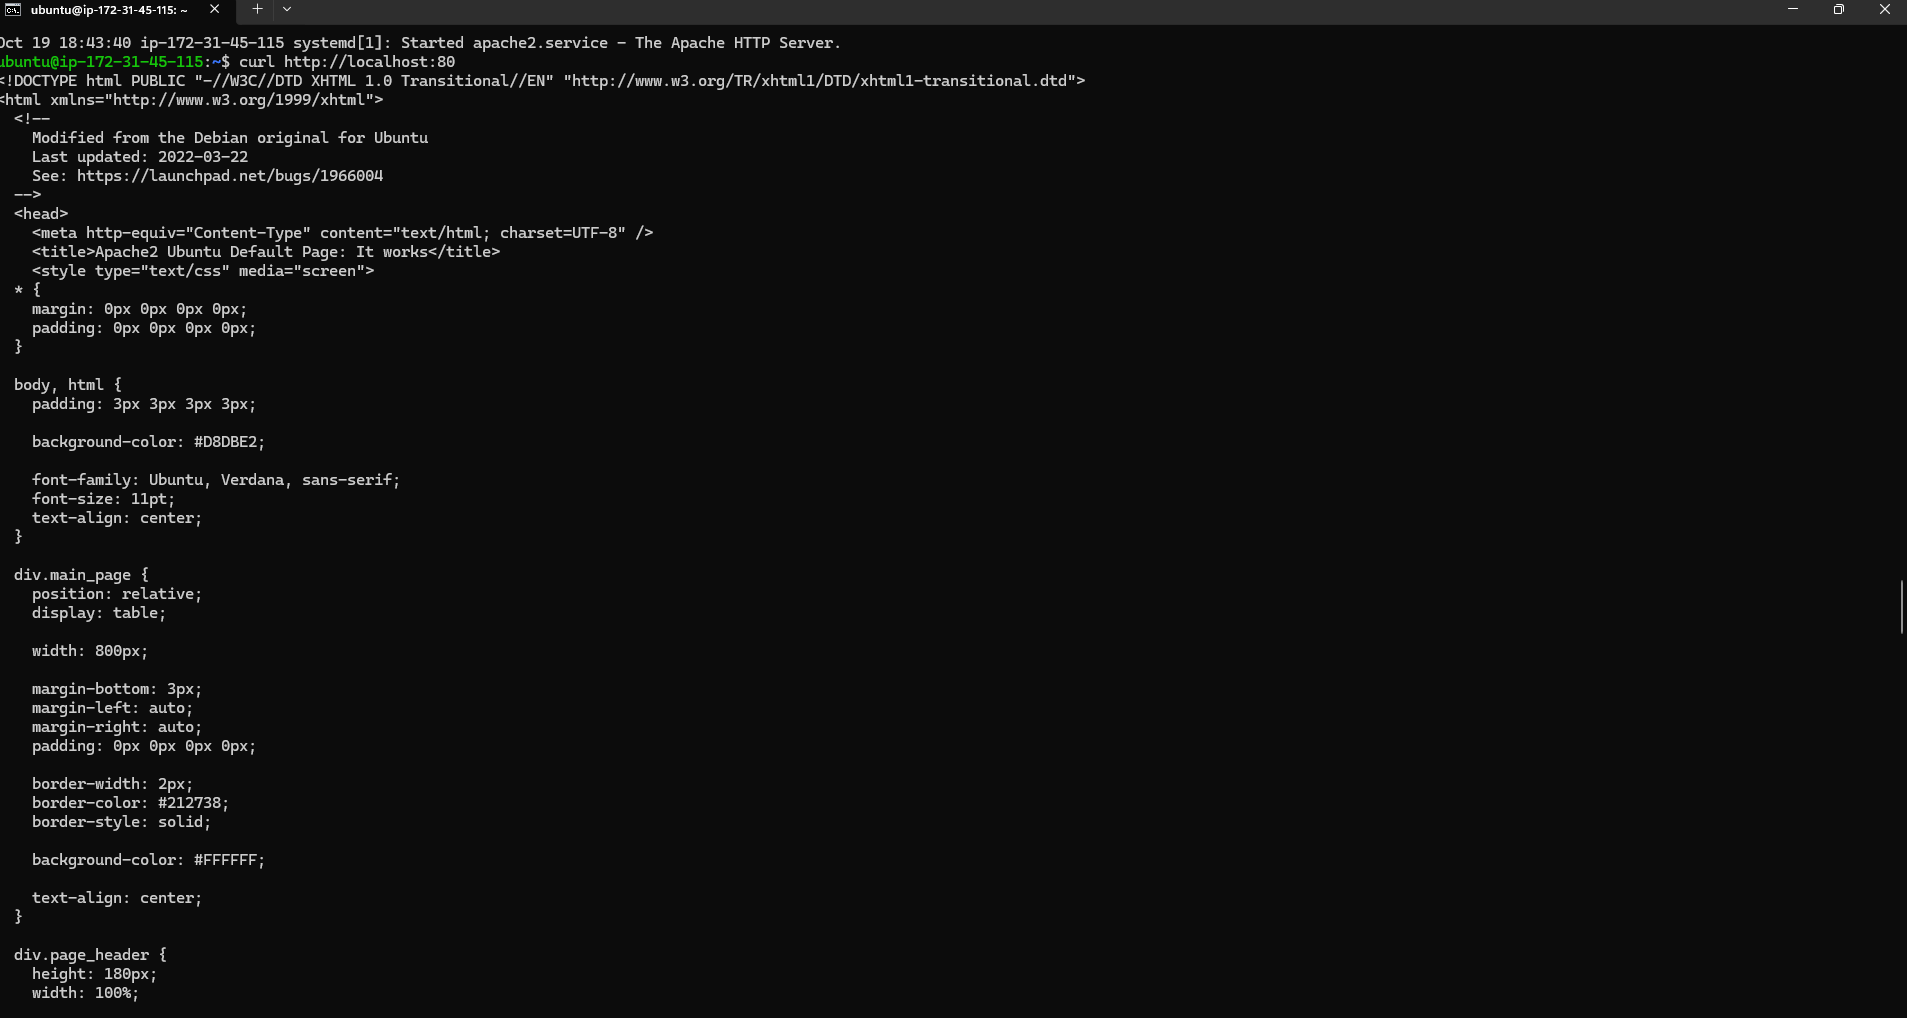 ubuntu@ip-172-31-45-115: ~
Oct 19 18:43:40 ip-172-31-45-115 systemd[1]: Started apache2.service - The Apache HTTP Server.
ubuntu@ip-172-31-45-115:~$ curl http://localhost:80
<!DOCTYPE html PUBLIC "-//W3C//DTD XHTML 1.0 Transitional//EN" "http://www.w3.org/TR/xhtml1/DTD/xhtml1-transitional.dtd">
<html xmlns="http://www.w3.org/1999/xhtml">
  <!--
    Modified from the Debian original for Ubuntu
    Last updated: 2022-03-22
    See: https://launchpad.net/bugs/1966004
  -->
  <head>
    <meta http-equiv="Content-Type" content="text/html; charset=UTF-8" />
    <title>Apache2 Ubuntu Default Page: It works</title>
    <style type="text/css" media="screen">
  * {
    margin: 0px 0px 0px 0px;
    padding: 0px 0px 0px 0px;
  }

  body, html {
    padding: 3px 3px 3px 3px;

    background-color: #D8DBE2;

    font-family: Ubuntu, Verdana, sans-serif;
    font-size: 11pt;
    text-align: center;
  }

  div.main_page {
    position: relative;
    display: table;

    width: 800px;

    margin-bottom: 3px;
    margin-left: auto;
    margin-right: auto;
    padding: 0px 0px 0px 0px;

    border-width: 2px;
    border-color: #212738;
    border-style: solid;

    background-color: #FFFFFF;

    text-align: center;
  }

  div.page_header {
    height: 180px;
    width: 100%;